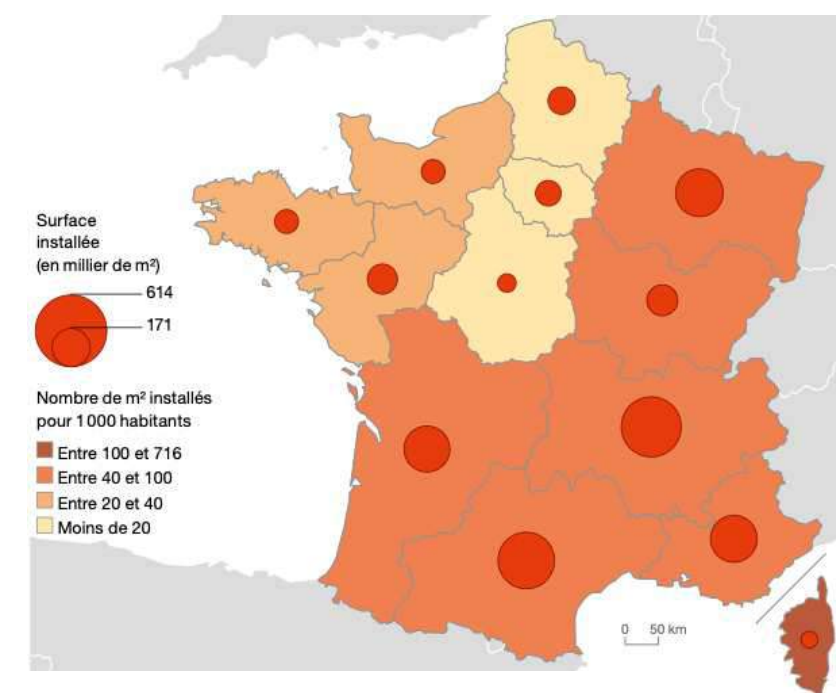 Surface
installée
(en millier de m²)
614
171
Nombre de m² installés
pour 1 000 habitants
Entre 100 et 716
Entre 40 et 100
Entre 20 et 40
Moins de 20
0 50 km